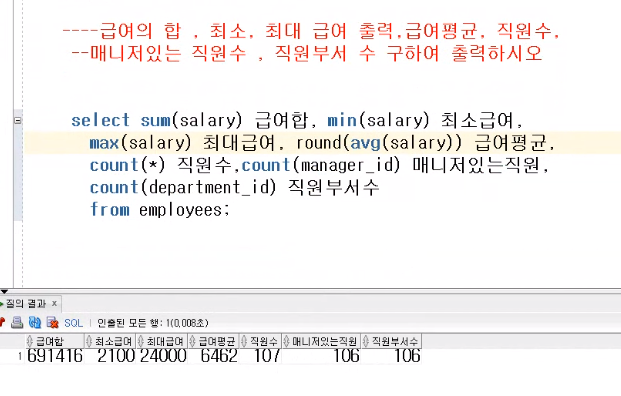 ----급여의 합 , 최소, 최대 급여 출력,급여평균, 직원수,
--매니저있는 직원수 , 직원부서 수 구하여 출력하시오
select sum(salary) 급여합, min(salary) 최소급여,
max(salary) 최대급여, round(avg(salary)) 급여평균,
count(*) 직원수,count(manager_id) 매니저있는직원,
count(department_id) 직원부서수
from employees;
질의 결과 x
SQL | 인출된 모든 행: 1(0,008초)
급여합 최소급여 최대급여 급여평균 직원수 매니저있는직원 직원부서수
1 691416 2100 24000 6462 107 106 106